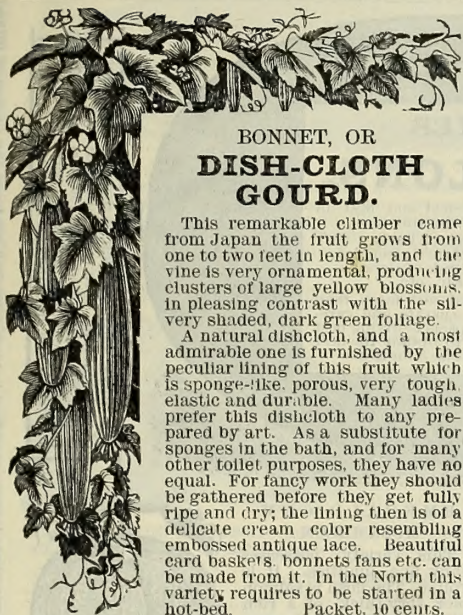 BONNET, OR
DISH-CLOTH
GOURD.
This remarkable climber came
from Japan the fruit grows from
one to two feet in length, and the
vine is very ornamental, producing
clusters of large yellow blossoms,
in pleasing contrast with the sil-
very shaded, dark green foliage.
A natural dishcloth, and a most
admirable one is furnished by the
peculiar lining of this fruit which
is sponge-like, porous, very tough,
elastic and durable. Many ladies
prefer this dishcloth to any pre-
pared by art. As a substitute for
sponges in the bath, and for many
other toilet purposes, they have no
equal. For fancy work they should
be gathered before they get fully
ripe and dry; the lining then is of a
delicate cream color resembling
embossed antique lace. Beautiful
card baskets, bonnets fans etc. can
be made from it. In the North this
variety requires to be started in a
hot-bed. Packet, 10 cents.